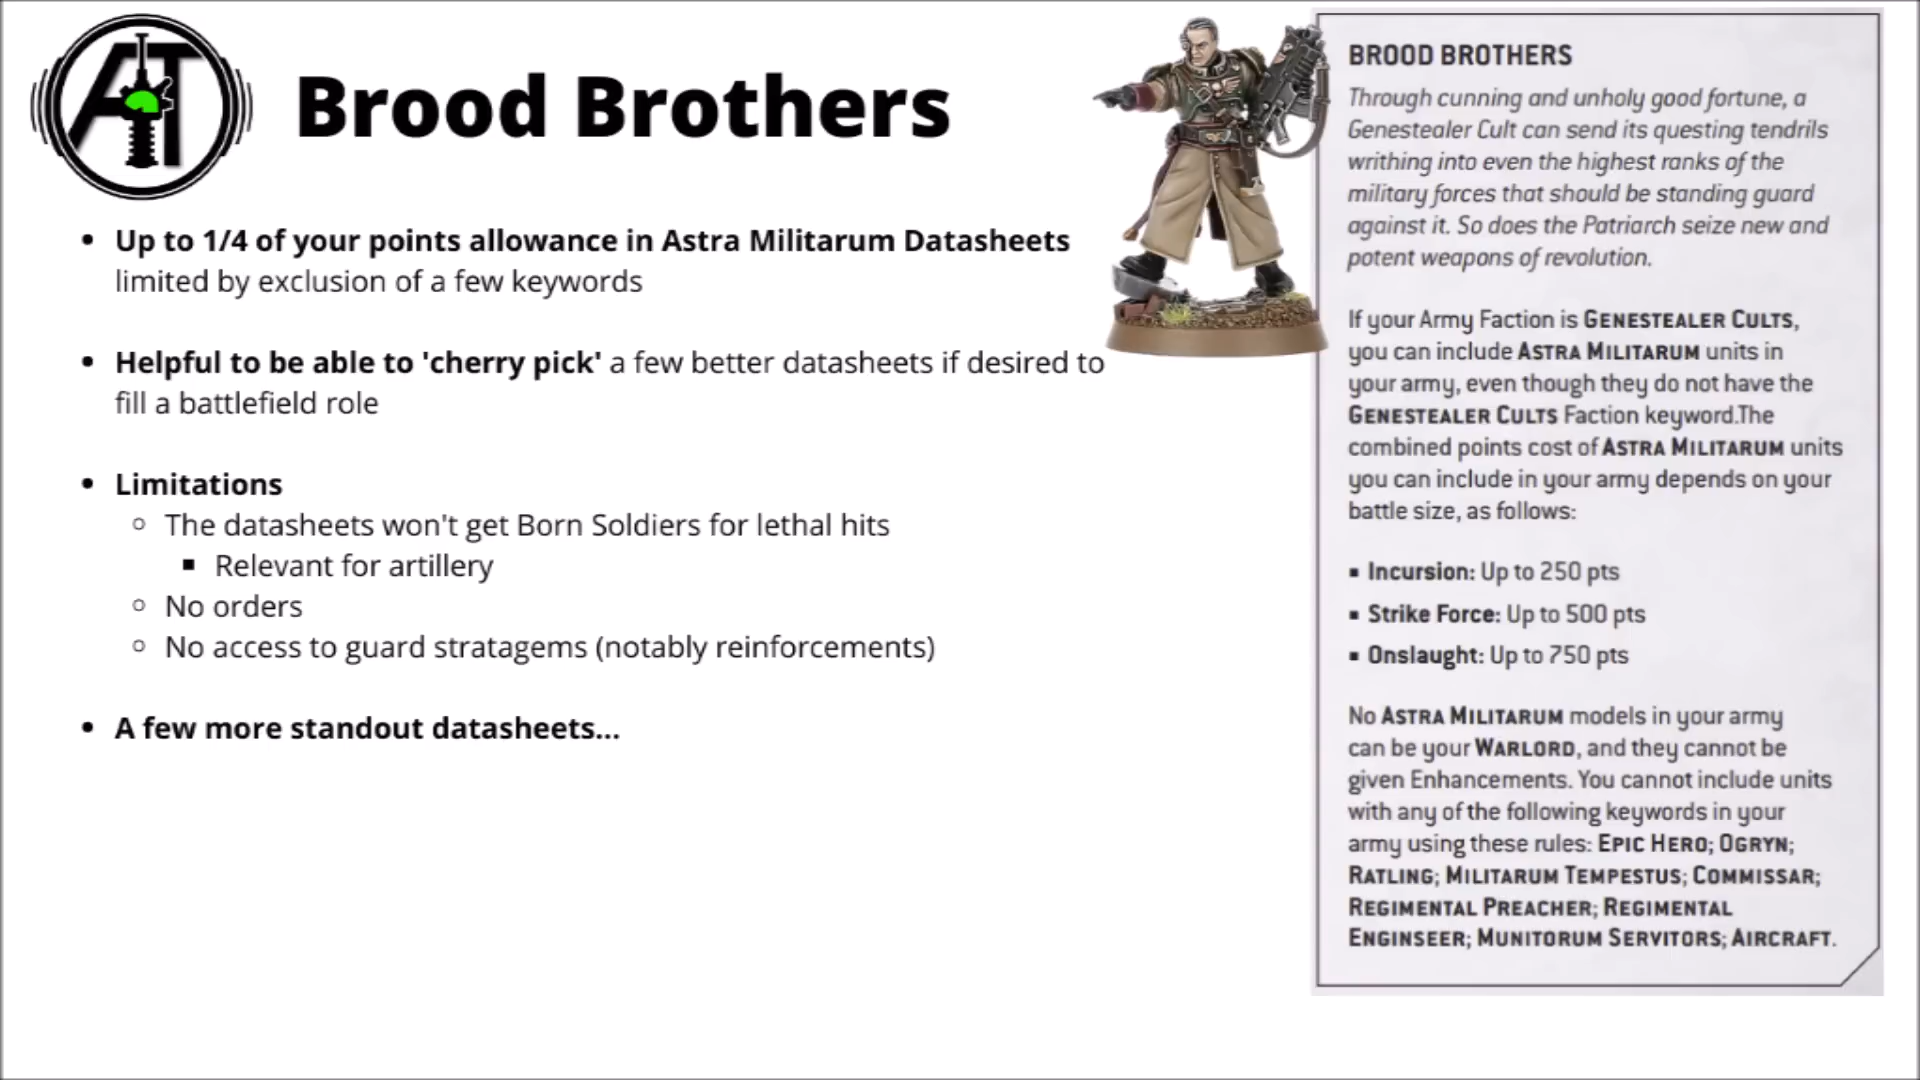 AT
Brood Brothers
• Up to 1/4 of your points allowance in Astra Militarum Datasheets
limited by exclusion of a few keywords
• Helpful to be able to 'cherry pick' a few better datasheets if desired to
fill a battlefield role
• Limitations
○ The datasheets won't get Born Soldiers for lethal hits
▪ Relevant for artillery
○ No orders
○ No access to guard stratagems (notably reinforcements)
• A few more standout datasheets...
BROOD BROTHERS
Through cunning and unholy good fortune, a
Genestealer Cult can send its questing tendrils
writhing into even the highest ranks of the
military forces that should be standing guard
against it. So does the Patriarch seize new and
potent weapons of revolution.
If your Army Faction is GENESTEALER CULTS,
you can include ASTRA MILITARUM units in
your army, even though they do not have the
GENESTEALER CULTS Faction keyword.The
combined points cost of ASTRA MILITARUM units
you can include in your army depends on your
battle size, as follows:
▪ Incursion: Up to 250 pts
▪ Strike Force: Up to 500 pts
▪ Onslaught: Up to 750 pts
No ASTRA MILITARUM models in your army
can be your WARLORD, and they cannot be
given Enhancements. You cannot include units
with any of the following keywords in your
army using these rules: EPIC HERO; OGRYN;
RATLING; MILITARUM TEMPESTUS; COMMISSAR;
REGIMENTAL PREACHER; REGIMENTAL
ENGINSEER; MUNITORUM SERVITORS; AIRCRAFT.